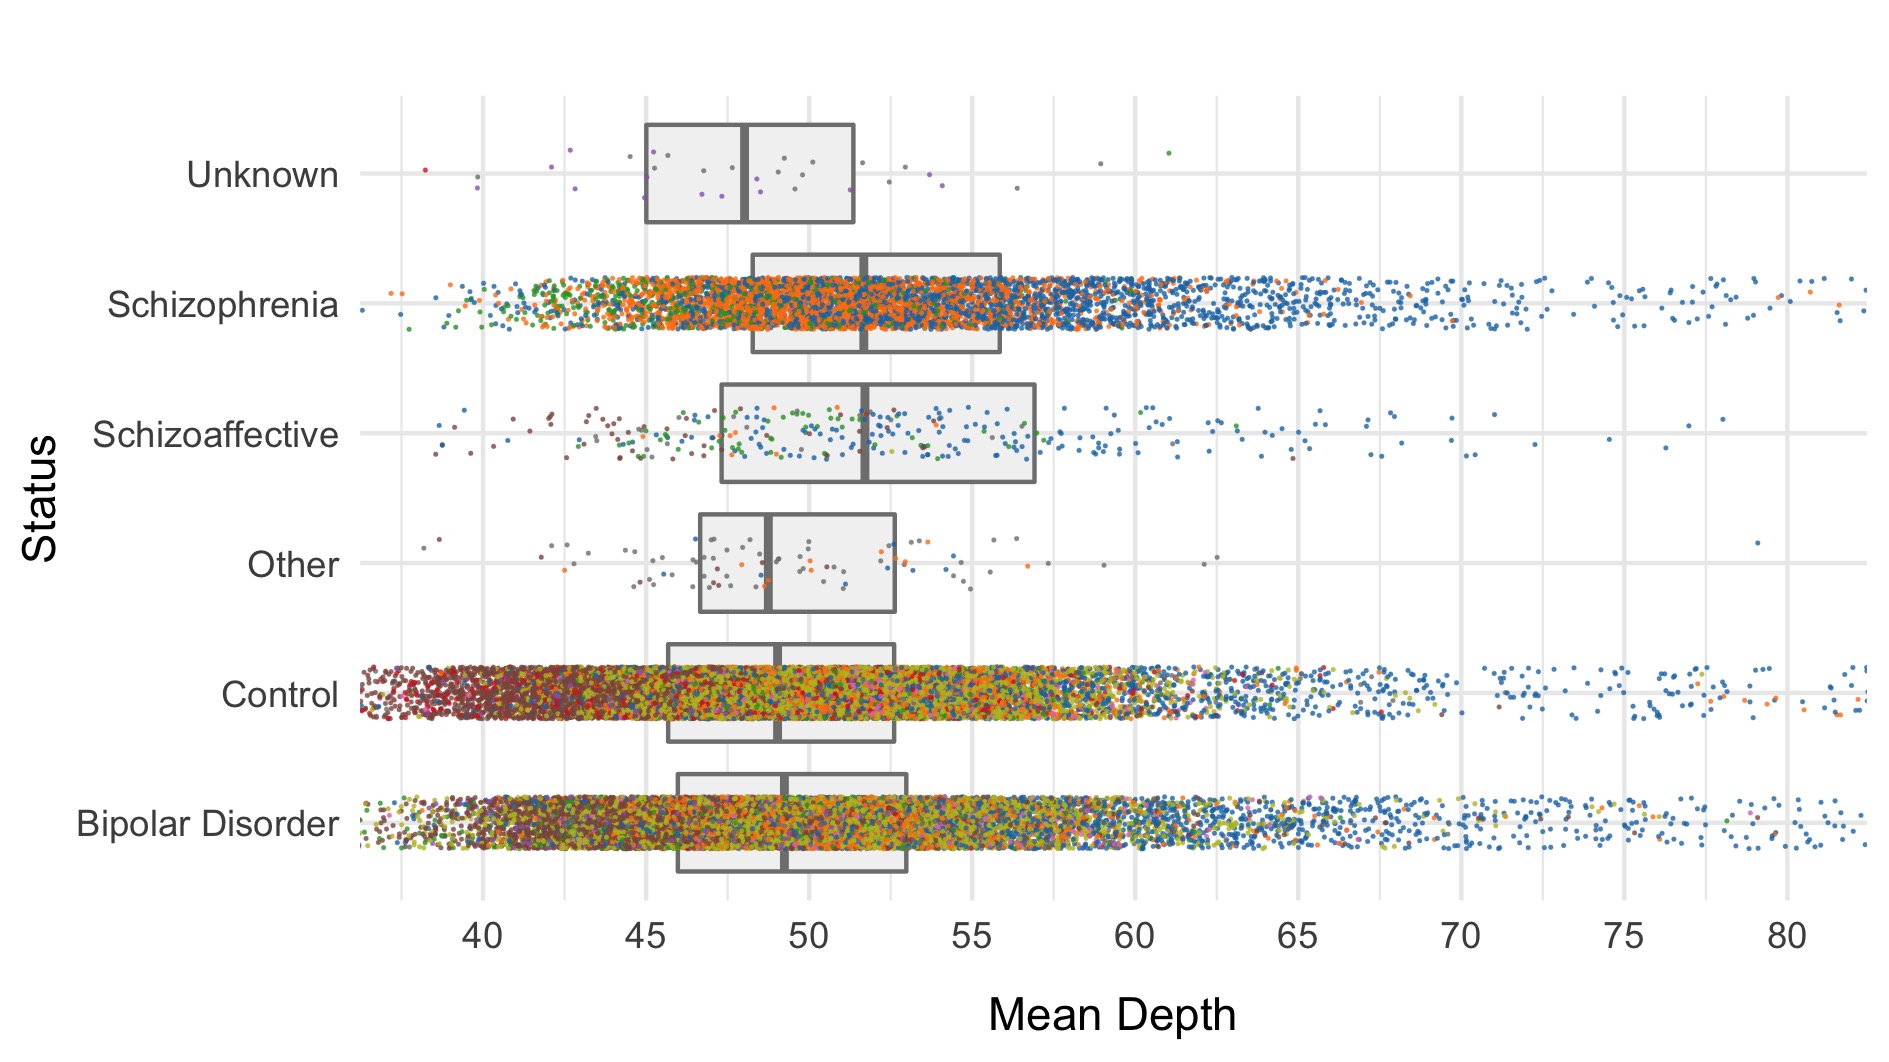 Status
Unknown
Schizophrenia
Schizoaffective
Other
Control
Bipolar Disorder
40 45 50 55 60 65 70 75 80
Mean Depth